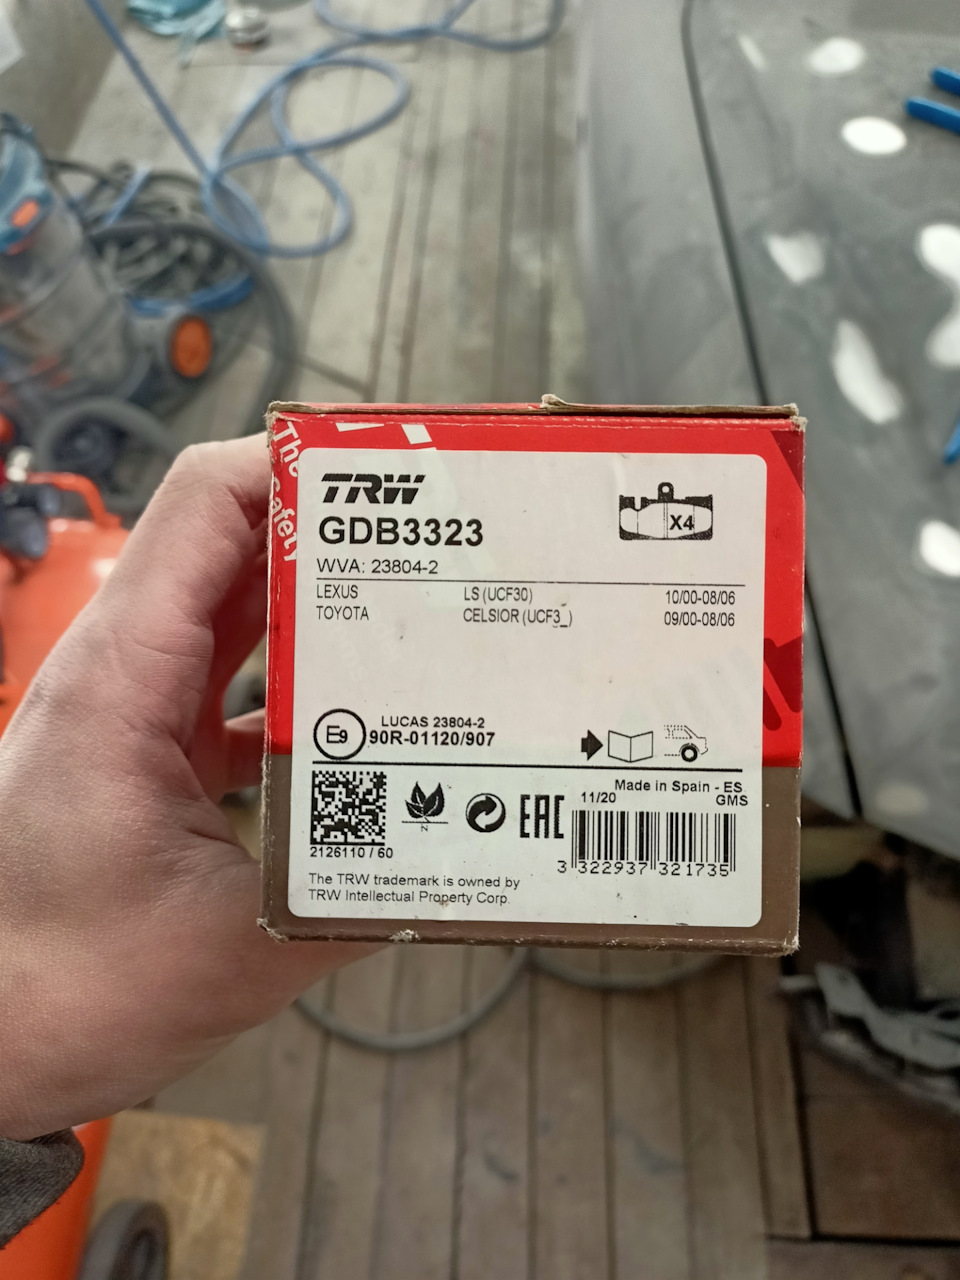 The
Safety
TRW
GDB3323
X4
WVA: 23804-2
LEXUS LS (UCF30) 10/00-08/06
TOYOTA CELSIOR (UCF3_) 09/00-08/06
E9
LUCAS 23804-2
90R-01120/907
Made in Spain - ES
11/20 GMS
N
EAC
2126110 / 60
3 322937 321735
The TRW trademark is owned by
TRW Intellectual Property Corp.